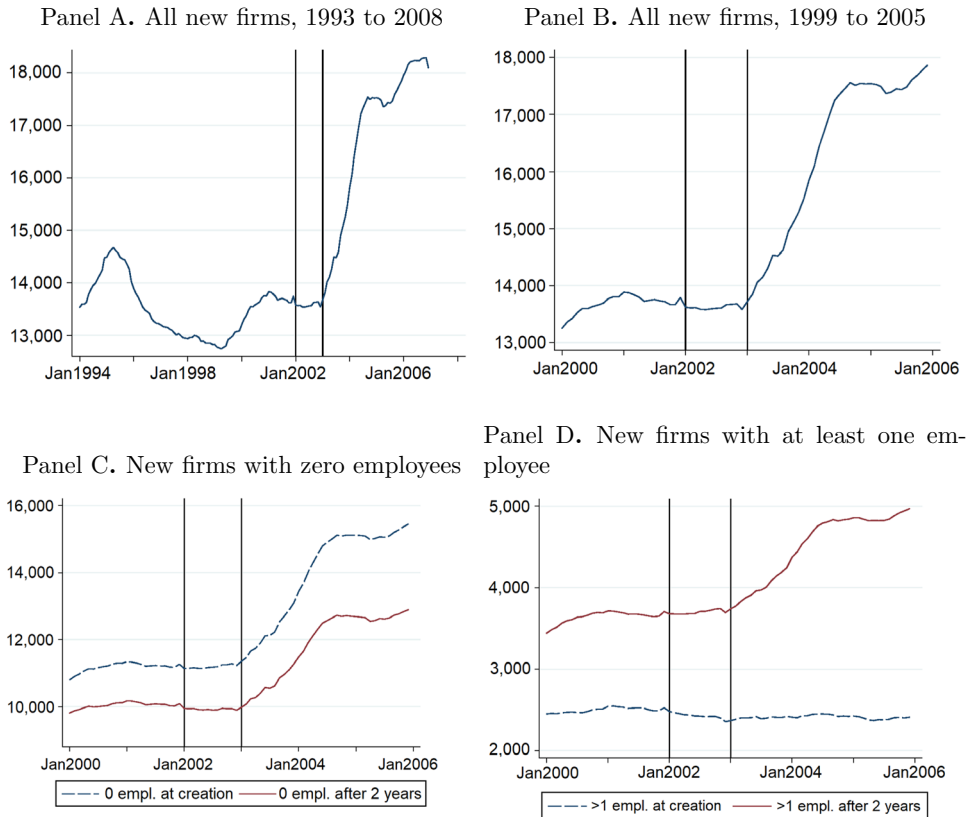 Panel A. All new firms, 1993 to 2008
18,000
17,000
16,000
15,000
14,000
13,000
Jan1994 Jan1998 Jan2002 Jan2006
Panel B. All new firms, 1999 to 2005
18,000
17,000
16,000
15,000
14,000
13,000
Jan2000 Jan2002 Jan2004 Jan2006
Panel C. New firms with zero employees
16,000
14,000
12,000
10,000
Jan2000 Jan2002 Jan2004 Jan2006
0 empl. at creation 0 empl. after 2 years
Panel D. New firms with at least one em-
ployee
5,000
4,000
3,000
2,000
Jan2000 Jan2002 Jan2004 Jan2006
>1 empl. at creation >1 empl. after 2 years